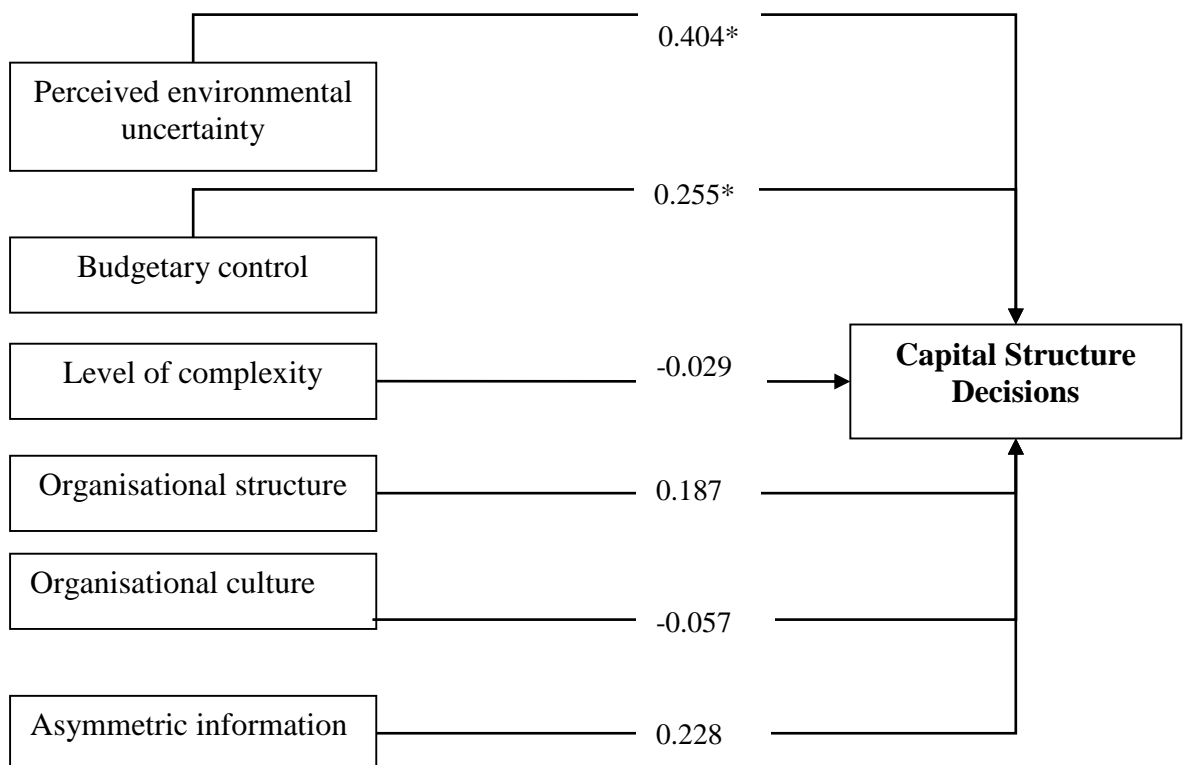 0.404*
Perceived environmental
uncertainty
0.255*
Budgetary control
Level of complexity
-0.029
Capital Structure
Decisions
Organisational structure
0.187
Organisational culture
-0.057
Asymmetric information
0.228